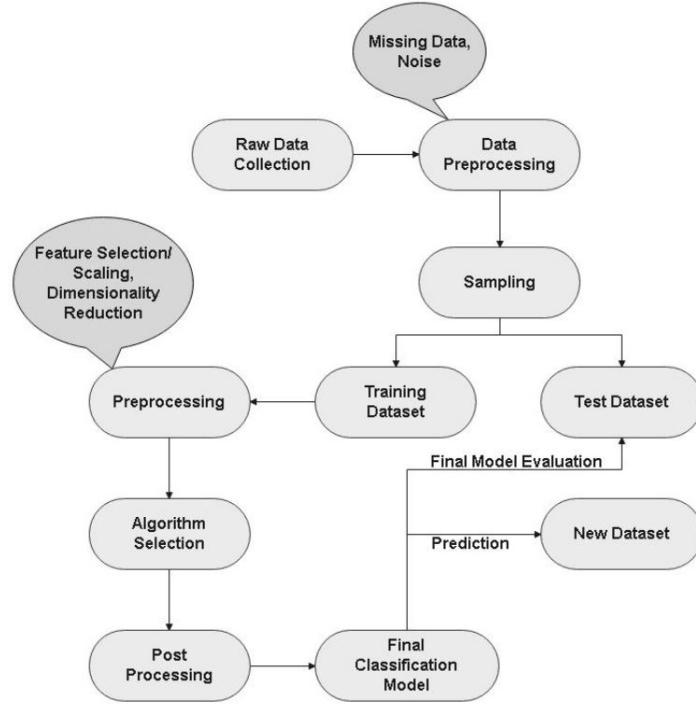 Missing Data,
Noise
Raw Data
Collection
Data
Preprocessing
Feature Selection/
Scaling,
Dimensionality
Reduction
Sampling
Preprocessing
Training
Dataset
Test Dataset
Final Model Evaluation
Algorithm
Selection
Prediction
New Dataset
Post
Processing
Final
Classification
Model